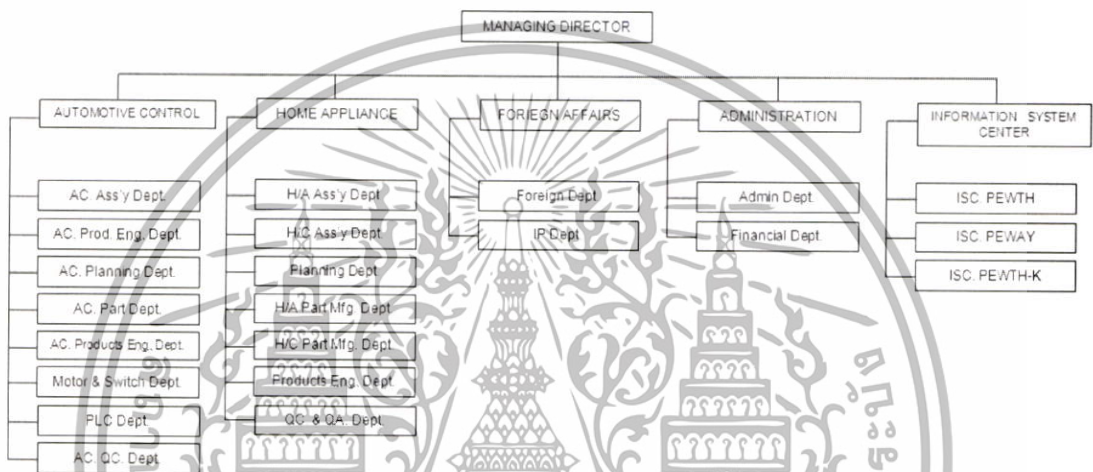 MANAGING DIRECTOR
AUTOMOTIVE CONTROL
HOME APPLIANCE
FORIEGN AFFAIRS
ADMINISTRATION
INFORMATION SYSTEM
CENTER
AC. Ass'y Dept.
AC. Prod. Eng. Dept.
AC. Planning Dept.
AC. Part Dept.
AC. Products Eng. Dept.
Motor & Switch Dept.
PLC Dept.
AC. QC. Dept.
H/A Ass'y Dept.
H/C Ass'y Dept.
Planning Dept.
H/A Part Mfg. Dept.
H/C Part Mfg. Dept.
Products Eng. Dept.
QC. & QA. Dept.
Foreign Dept.
IP Dept.
Admin Dept.
Financial Dept.
ISC. PEWTH
ISC. PEWAY
ISC. PEWTH-K